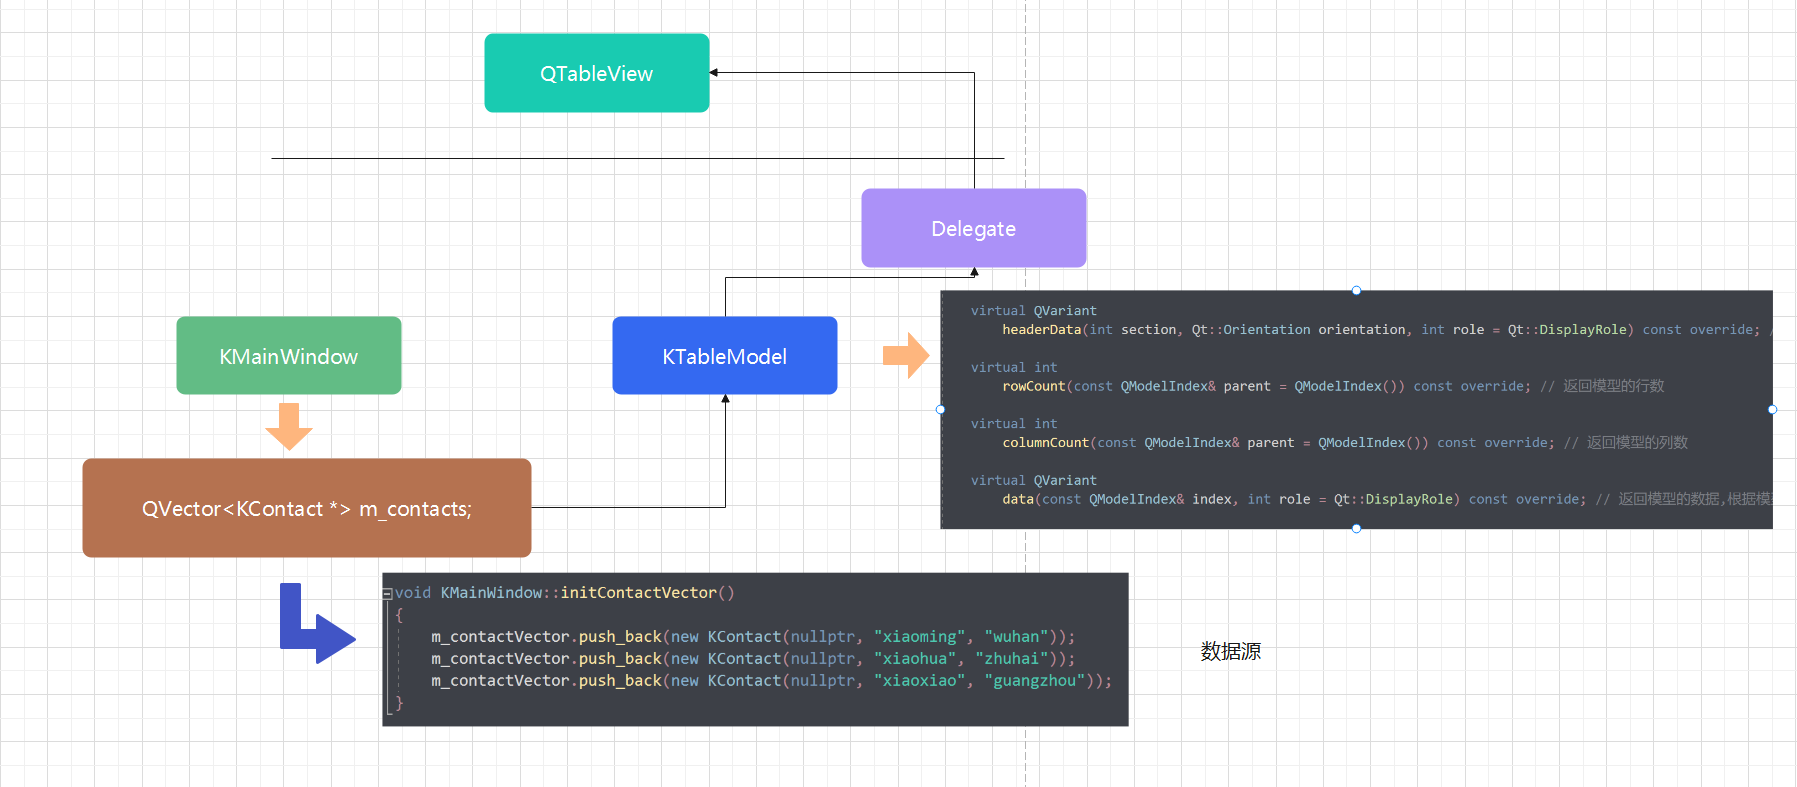 QTableView
Delegate
KMainWindow
KTableModel
virtual QVariant
headerData(int section, Qt::Orientation orientation, int role = Qt::DisplayRole) const override; /
virtual int
rowCount(const QModelIndex& parent = QModelIndex()) const override; // 返回模型的行数
virtual int
columnCount(const QModelIndex& parent = QModelIndex()) const override; // 返回模型的列数
virtual QVariant
data(const QModelIndex& index, int role = Qt::DisplayRole) const override; // 返回模型的数据,根据模
QVector<KContact *> m_contacts;
void KMainWindow::initContactVector()
{
m_contactVector.push_back(new KContact(nullptr, "xiaoming", "wuhan"));
m_contactVector.push_back(new KContact(nullptr, "xiaohua", "zhuhai"));
m_contactVector.push_back(new KContact(nullptr, "xiaoxiao", "guangzhou"));
}
数据源